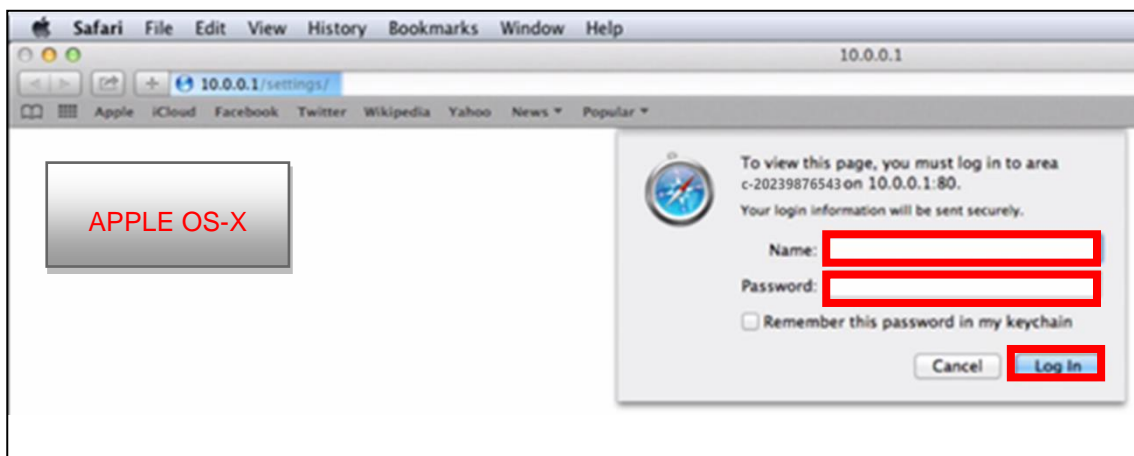 Safari File Edit View History Bookmarks Window Help
10.0.0.1
10.0.0.1/settings/
Apple iCloud Facebook Twitter Wikipedia Yahoo News Popular
APPLE OS-X
To view this page, you must log in to area
c-20239876543 on 10.0.0.1:80.
Your login information will be sent securely.
Name:
Password:
Remember this password in my keychain
Cancel Log In